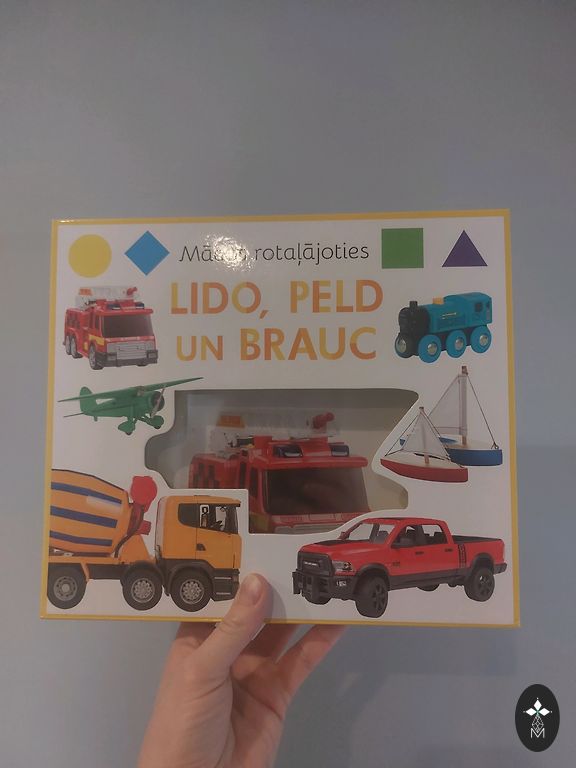 rotaļājoties
LIDO, PELD
UN BRAUC